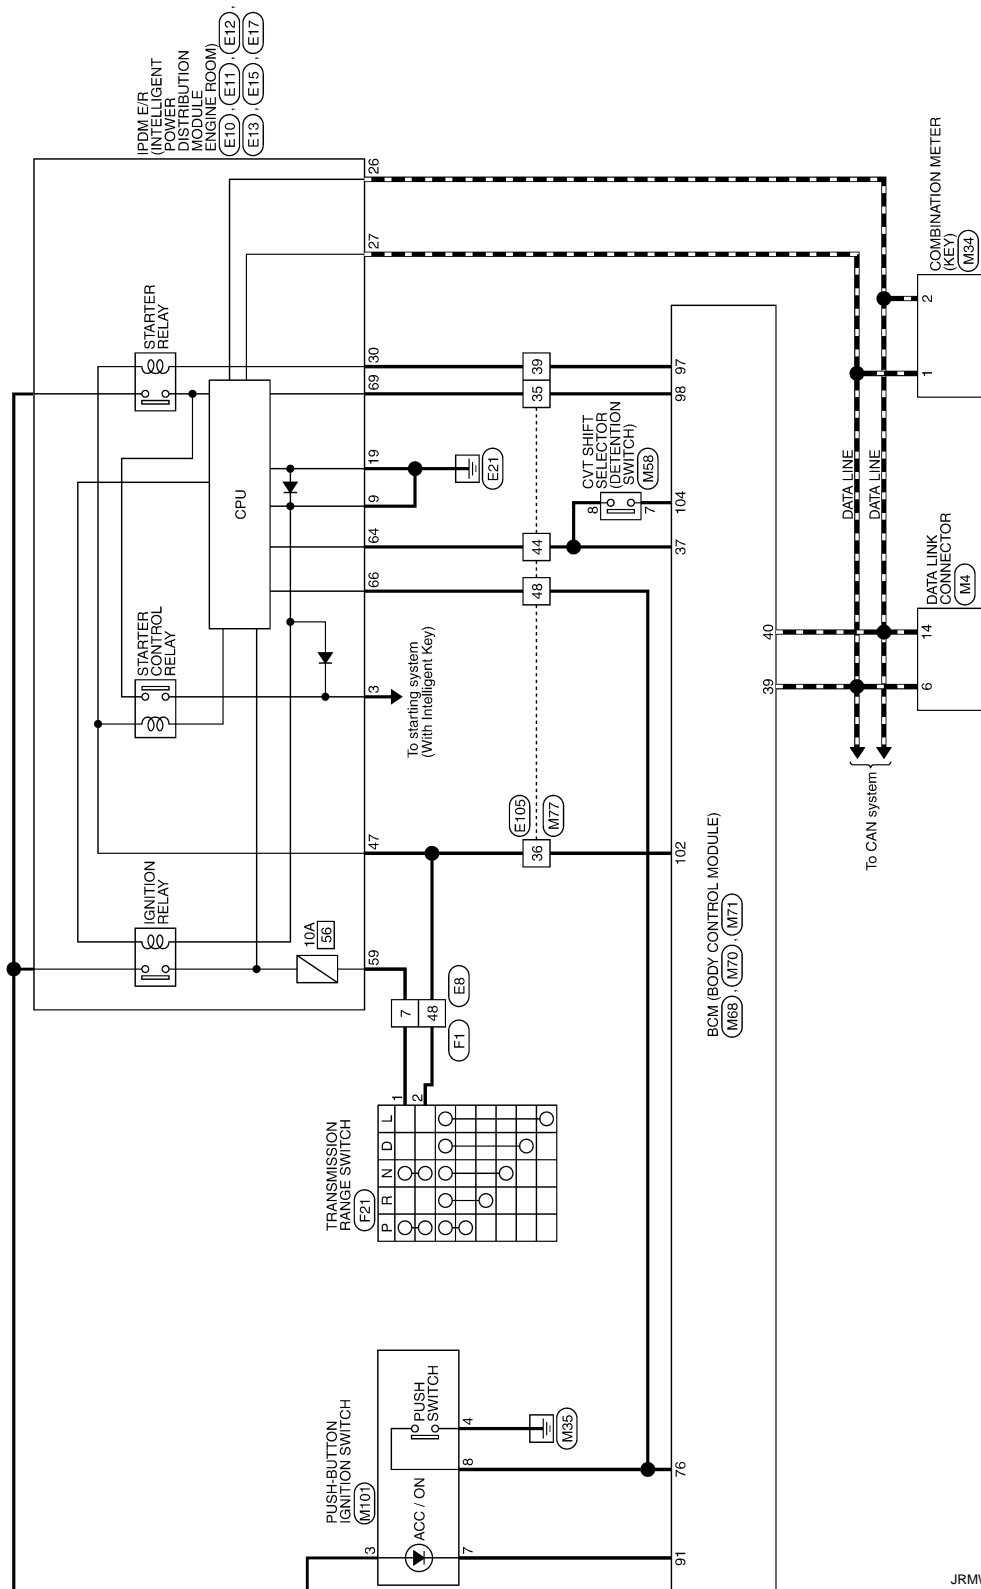 IPDM E/R
(INTELLIGENT
POWER
DISTRIBUTION
MODULE
ENGINE ROOM)
E10 , E11 , E12 ,
E13 , E15 , E17
26
27
STARTER
RELAY
30
69
CPU
19
9
E21
64
66
STARTER
CONTROL
RELAY
3
To starting system
(With Intelligent Key)
47
IGNITION
RELAY
10A
56
59
39
35
CVT SHIFT
SELECTOR
(DETENTION
SWITCH)
M58
8
7
44
48
E105
M77
36
97
98
104
37
102
40
39
BCM (BODY CONTROL MODULE)
M68 , M70 , M71
COMBINATION METER
(KEY)
M34
2
1
DATA LINE
DATA LINE
DATA LINK
CONNECTOR
M4
14
6
To CAN system
7
48
E8
F1
TRANSMISSION
RANGE SWITCH
F21
1
2
P R N D L
PUSH-BUTTON
IGNITION SWITCH
M101
PUSH
SWITCH
ACC / ON
3
4
8
7
M35
76
91
JRMW